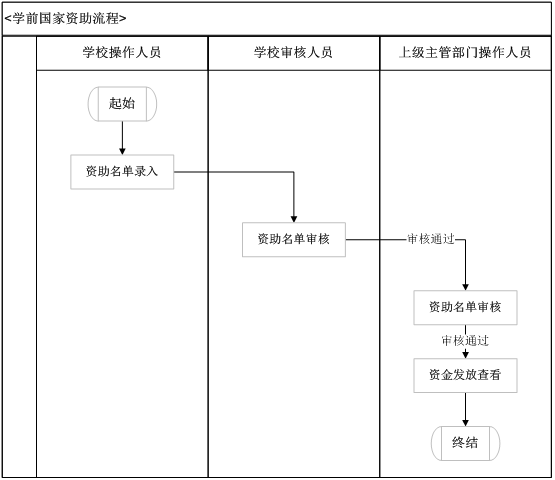 <学前国家资助流程>
学校操作人员
学校审核人员
上级主管部门操作人员
起始
资助名单录入
资助名单审核
审核通过
资助名单审核
审核通过
资金发放查看
终结